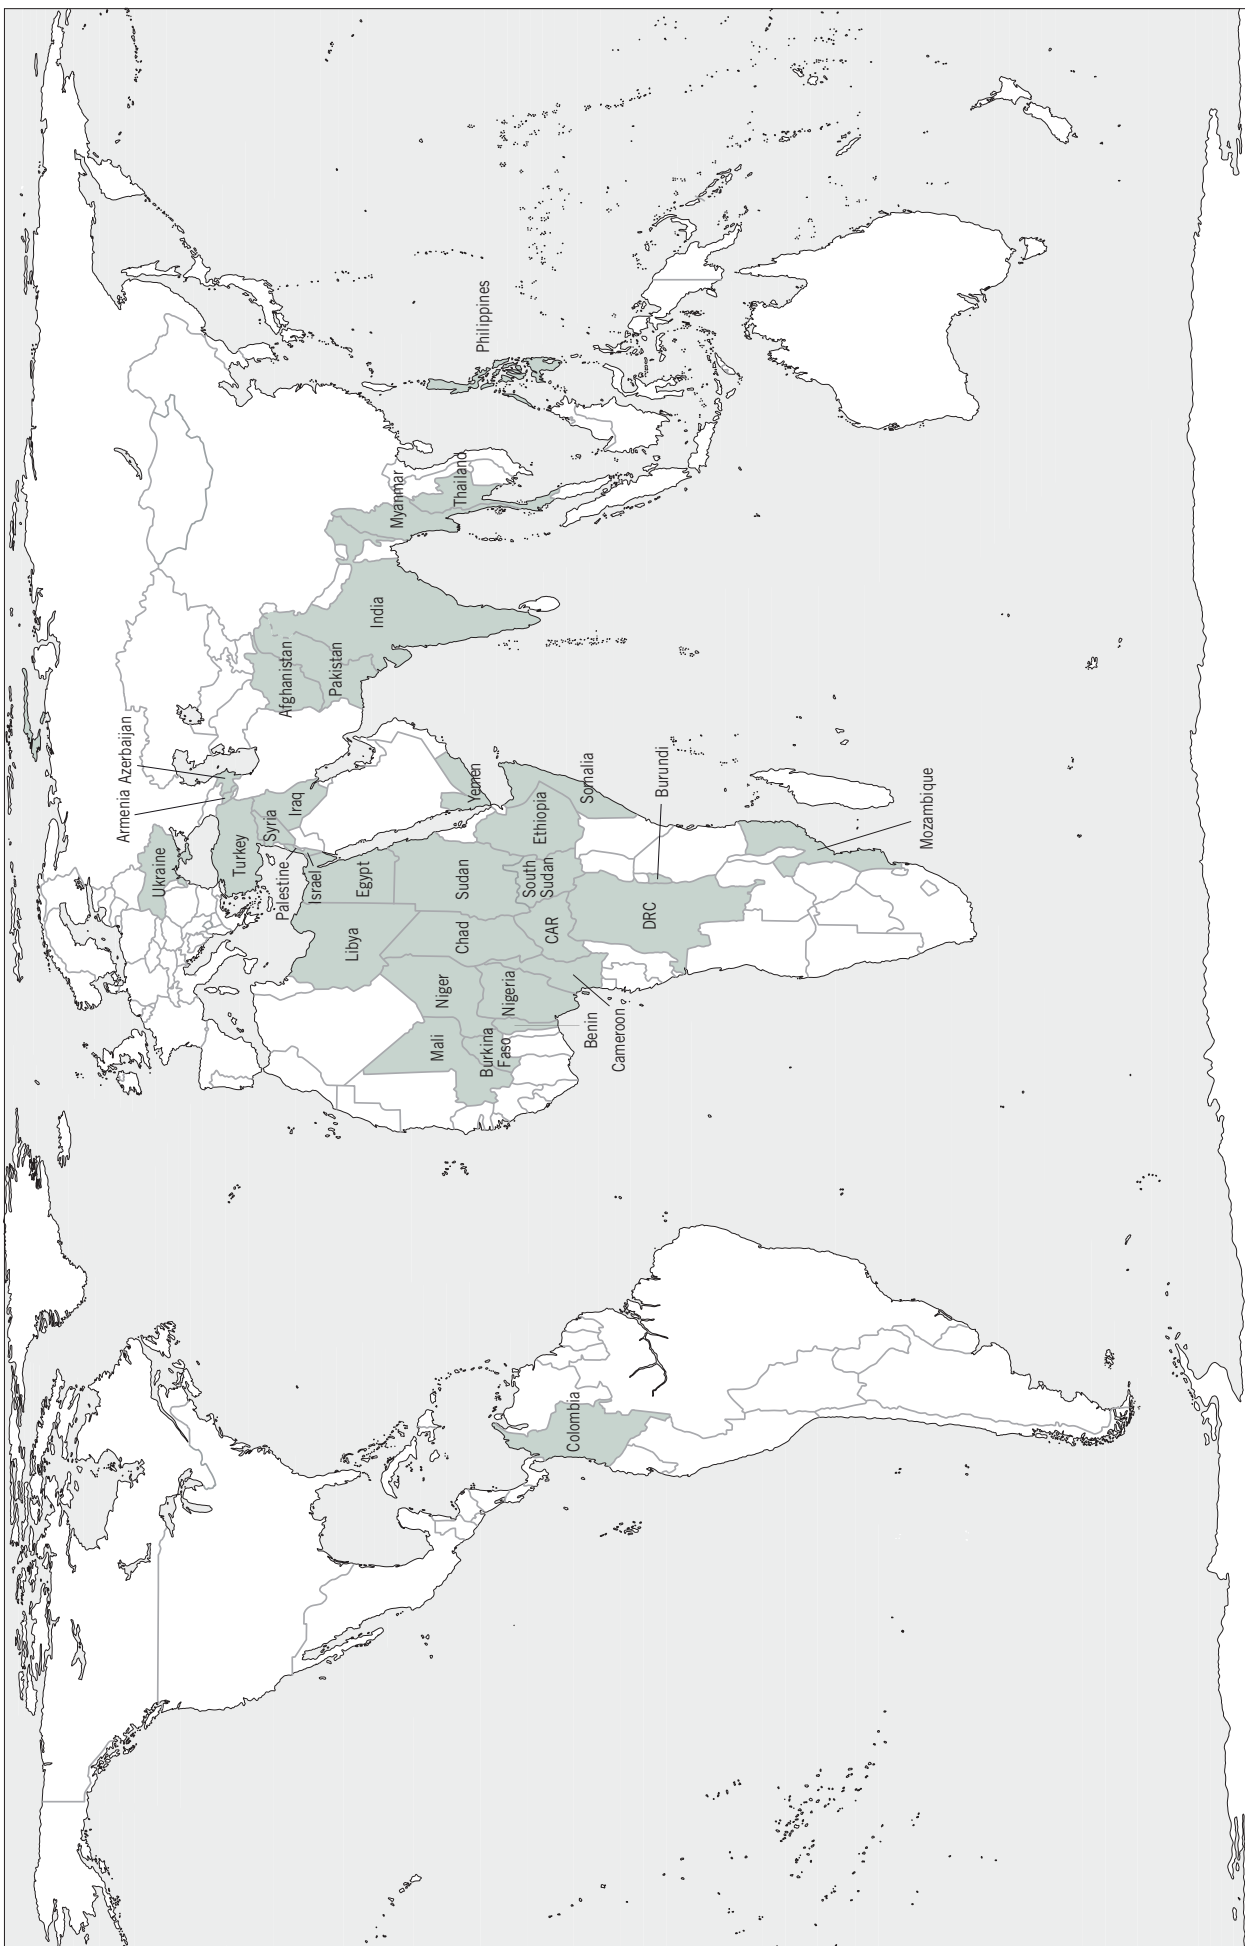 Colombia
Ukraine
Armenia
Azerbaijan
Turkey
Syria
Iraq
Palestine
Israel
Egypt
Libya
Afghanistan
Pakistan
India
Myanmar
Thailand
Philippines
Yemen
Mali
Niger
Chad
Sudan
Burkina
Faso
Nigeria
CAR
South
Sudan
Ethiopia
Somalia
Benin
Cameroon
DRC
Burundi
Mozambique